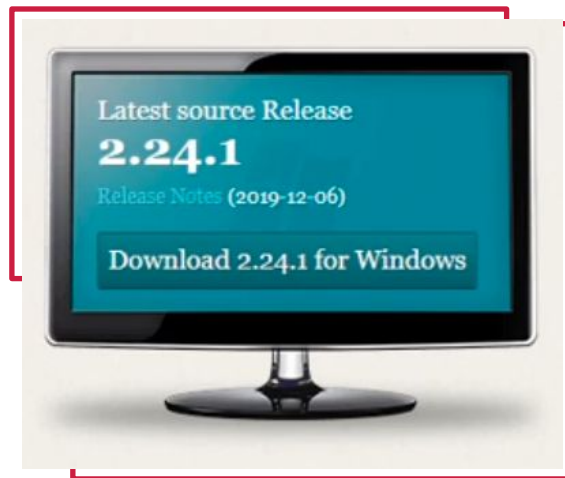 Latest source Release
2.24.1
Release Notes (2019-12-06)
Download 2.24.1 for Windows